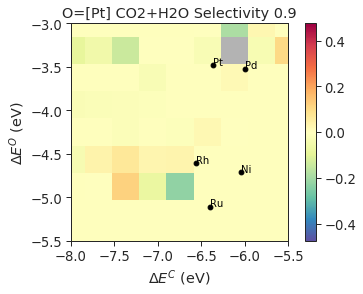 O=[Pt] CO2+H2O Selectivity 0.9
−3.0
−3.5
−4.0
−4.5
−5.0
−5.5
ΔE^O (eV)
Pt
Pd
Rh
Ni
Ru
−8.0 −7.5 −7.0 −6.5 −6.0 −5.5
ΔE^C (eV)
0.4
0.2
0.0
−0.2
−0.4